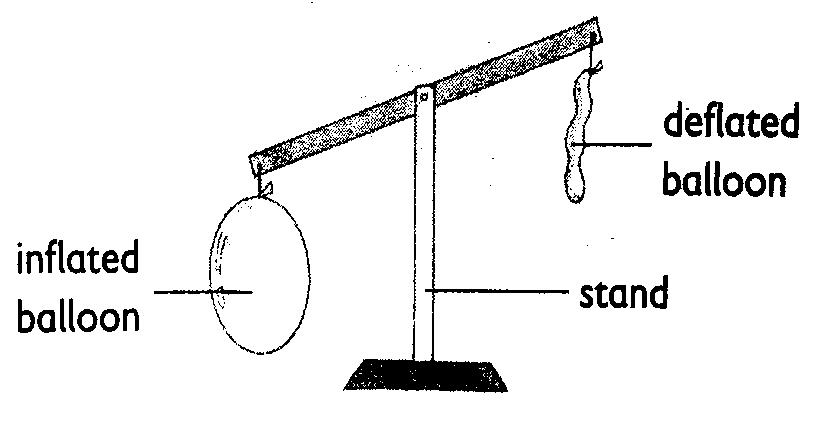 deflated
balloon
inflated
balloon
stand